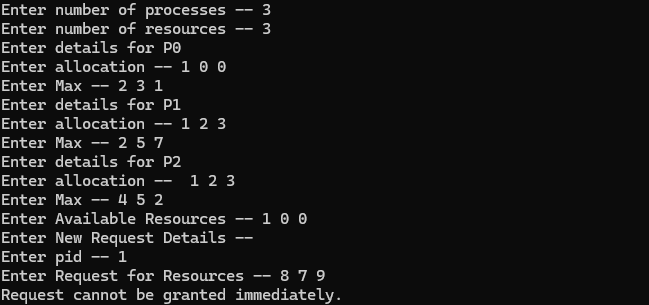 Enter number of processes -- 3
Enter number of resources -- 3
Enter details for P0
Enter allocation -- 1 0 0
Enter Max -- 2 3 1
Enter details for P1
Enter allocation -- 1 2 3
Enter Max -- 2 5 7
Enter details for P2
Enter allocation --  1 2 3
Enter Max -- 4 5 2
Enter Available Resources -- 1 0 0
Enter New Request Details --
Enter pid -- 1
Enter Request for Resources -- 8 7 9
Request cannot be granted immediately.